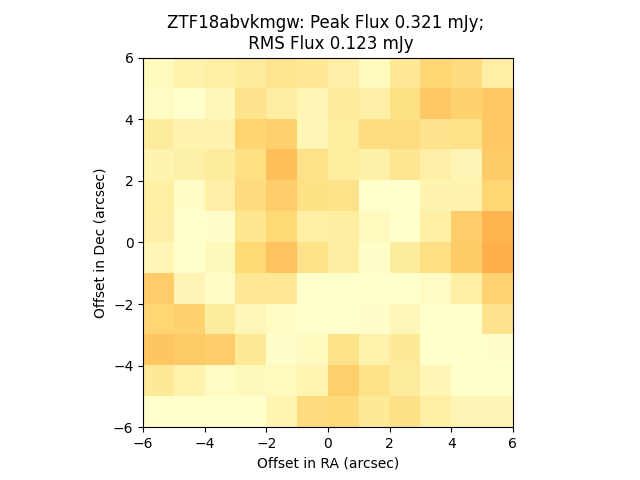 ZTF18abvkmgw: Peak Flux 0.321 mJy;
RMS Flux 0.123 mJy
6
4
2
0
−2
−4
−6
Offset in Dec (arcsec)
−6 −4 −2 0 2 4 6
Offset in RA (arcsec)